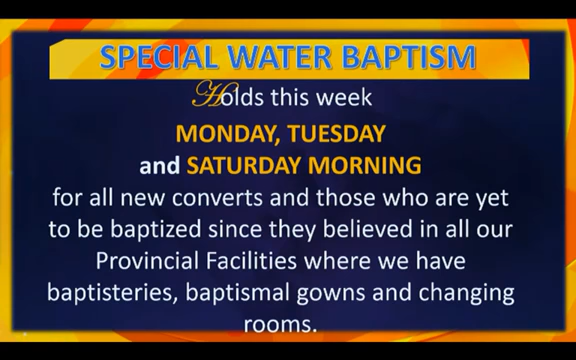 SPECIAL WATER BAPTISM
Holds this week
MONDAY, TUESDAY
and SATURDAY MORNING
for all new converts and those who are yet
to be baptized since they believed in all our
Provincial Facilities where we have
baptisteries, baptismal gowns and changing
rooms.